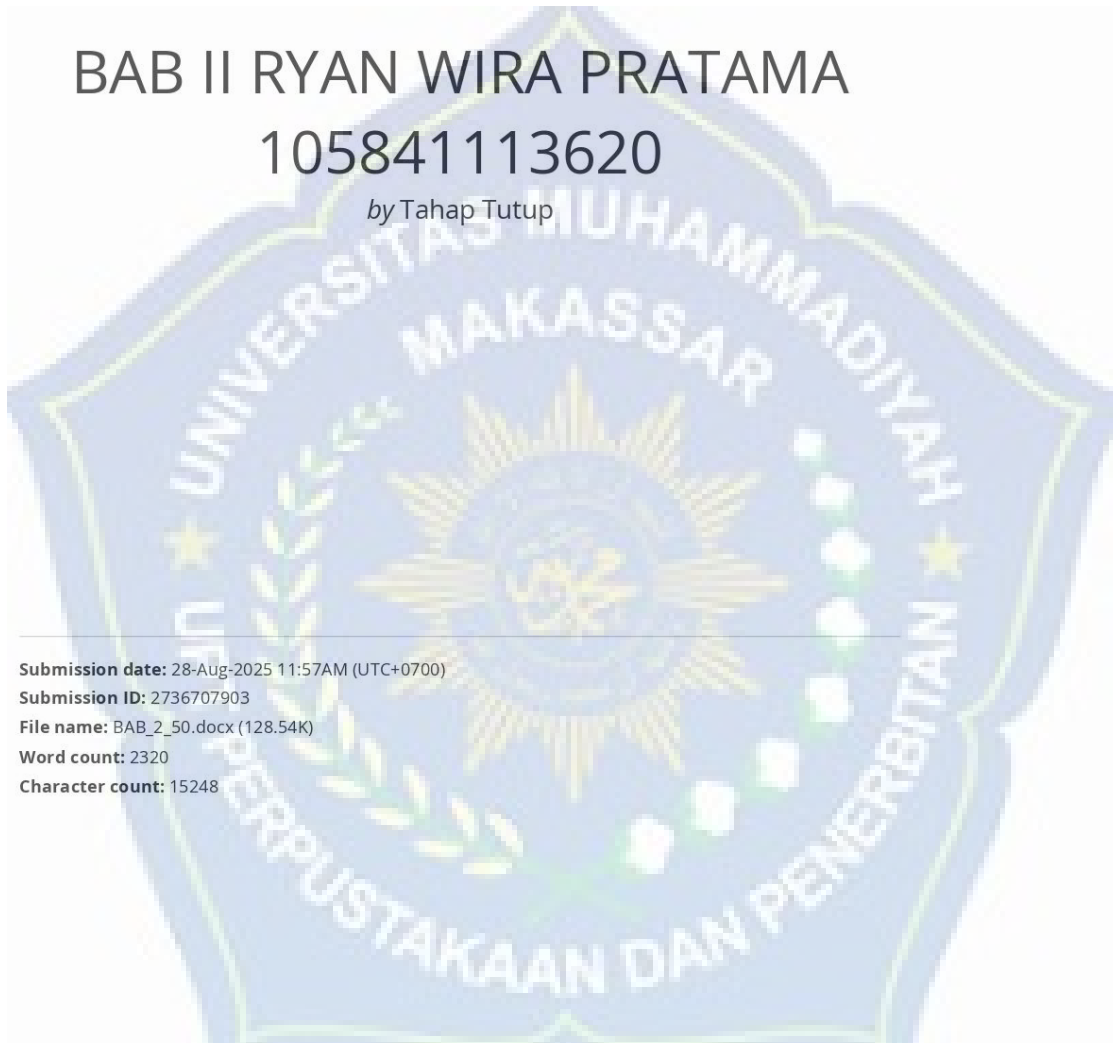 BAB II RYAN WIRA PRATAMA
105841113620
by Tahap Tutup
UNIVERSITAS MUHAMMADIYAH
MAKASSAR
Submission date: 28-Aug-2025 11:57AM (UTC+0700)
Submission ID: 2736707903
File name: BAB_2_50.docx (128.54K)
Word count: 2320
Character count: 15248
UPT PERPUSTAKAAN DAN PENERBITAN